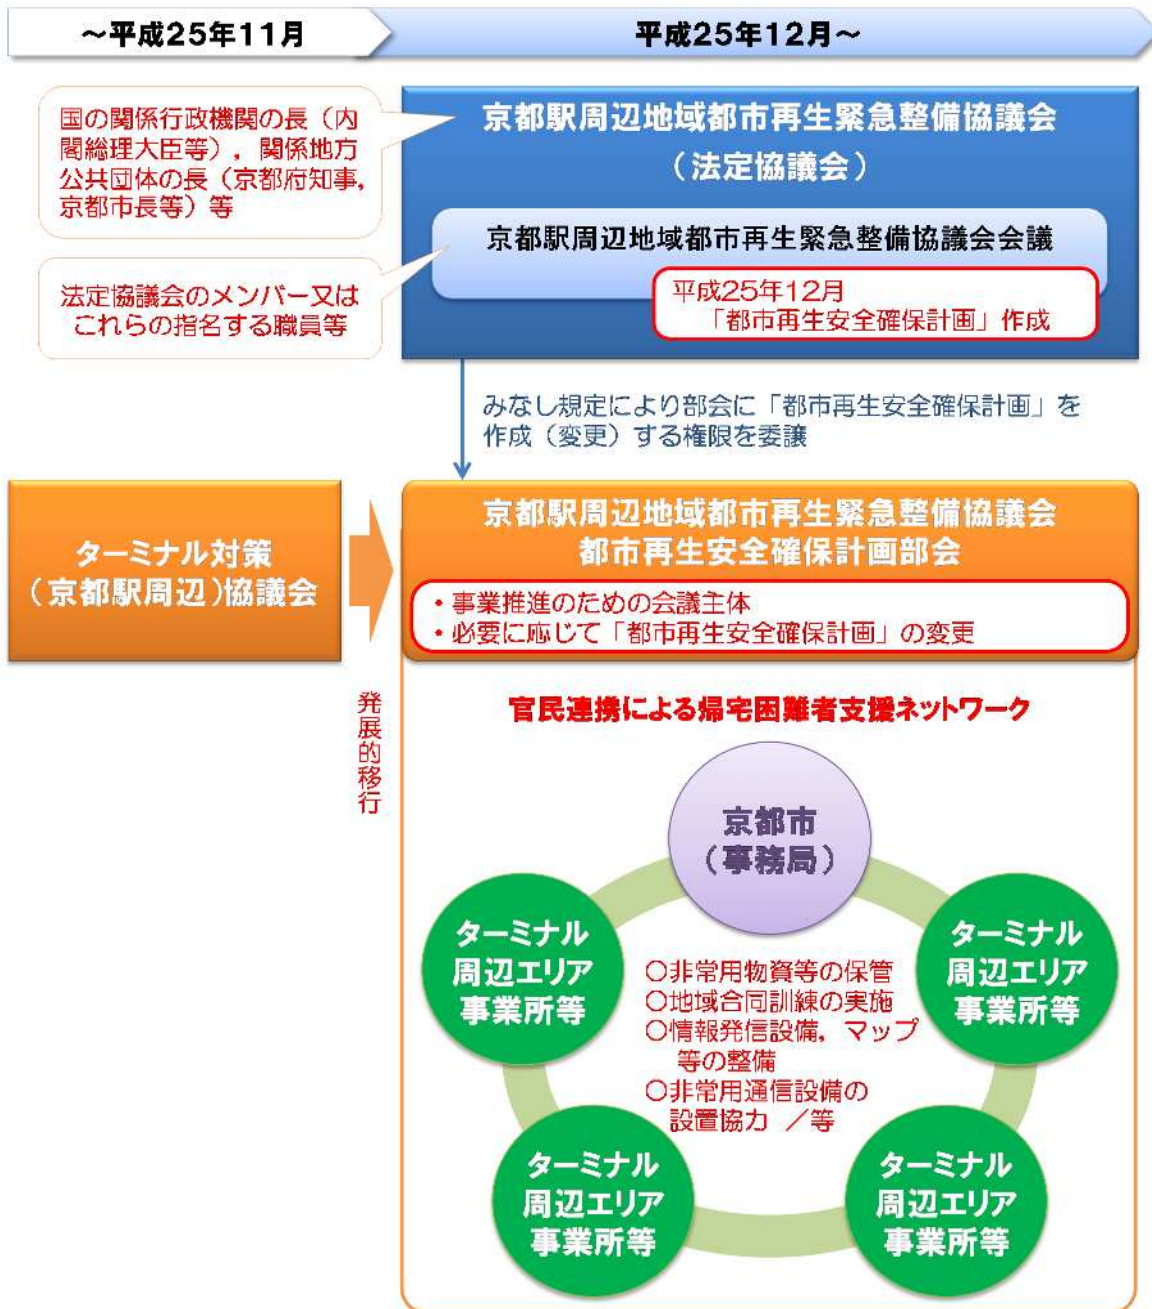 ～平成25年11月
平成25年12月～
国の関係行政機関の長（内
閣総理大臣等），関係地方
公共団体の長（京都府知事，
京都市長等）等
京都駅周辺地域都市再生緊急整備協議会
（法定協議会）
京都駅周辺地域都市再生緊急整備協議会会議
法定協議会のメンバー又は
これらの指名する職員等
平成25年12月
「都市再生安全確保計画」作成
みなし規定により部会に「都市再生安全確保計画」を
作成（変更）する権限を委譲
ターミナル対策
（京都駅周辺）協議会
京都駅周辺地域都市再生緊急整備協議会
都市再生安全確保計画部会
・事業推進のための会議主体
・必要に応じて「都市再生安全確保計画」の変更
発展的移行
官民連携による帰宅困難者支援ネットワーク
京都市
（事務局）
ターミナル
周辺エリア
事業所等
ターミナル
周辺エリア
事業所等
○非常用物資等の保管
○地域合同訓練の実施
○情報発信設備，マップ
等の整備
○非常用通信設備の
設置協力 ／等
ターミナル
周辺エリア
事業所等
ターミナル
周辺エリア
事業所等